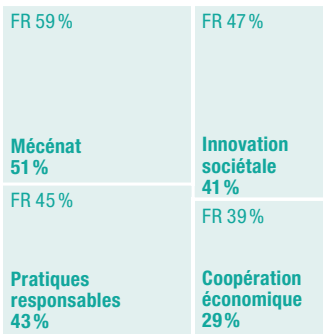 FR 59 %
Mécénat
51 %
FR 47 %
Innovation
sociétale
41 %
FR 45 %
Pratiques
responsables
43 %
FR 39 %
Coopération
économique
29 %